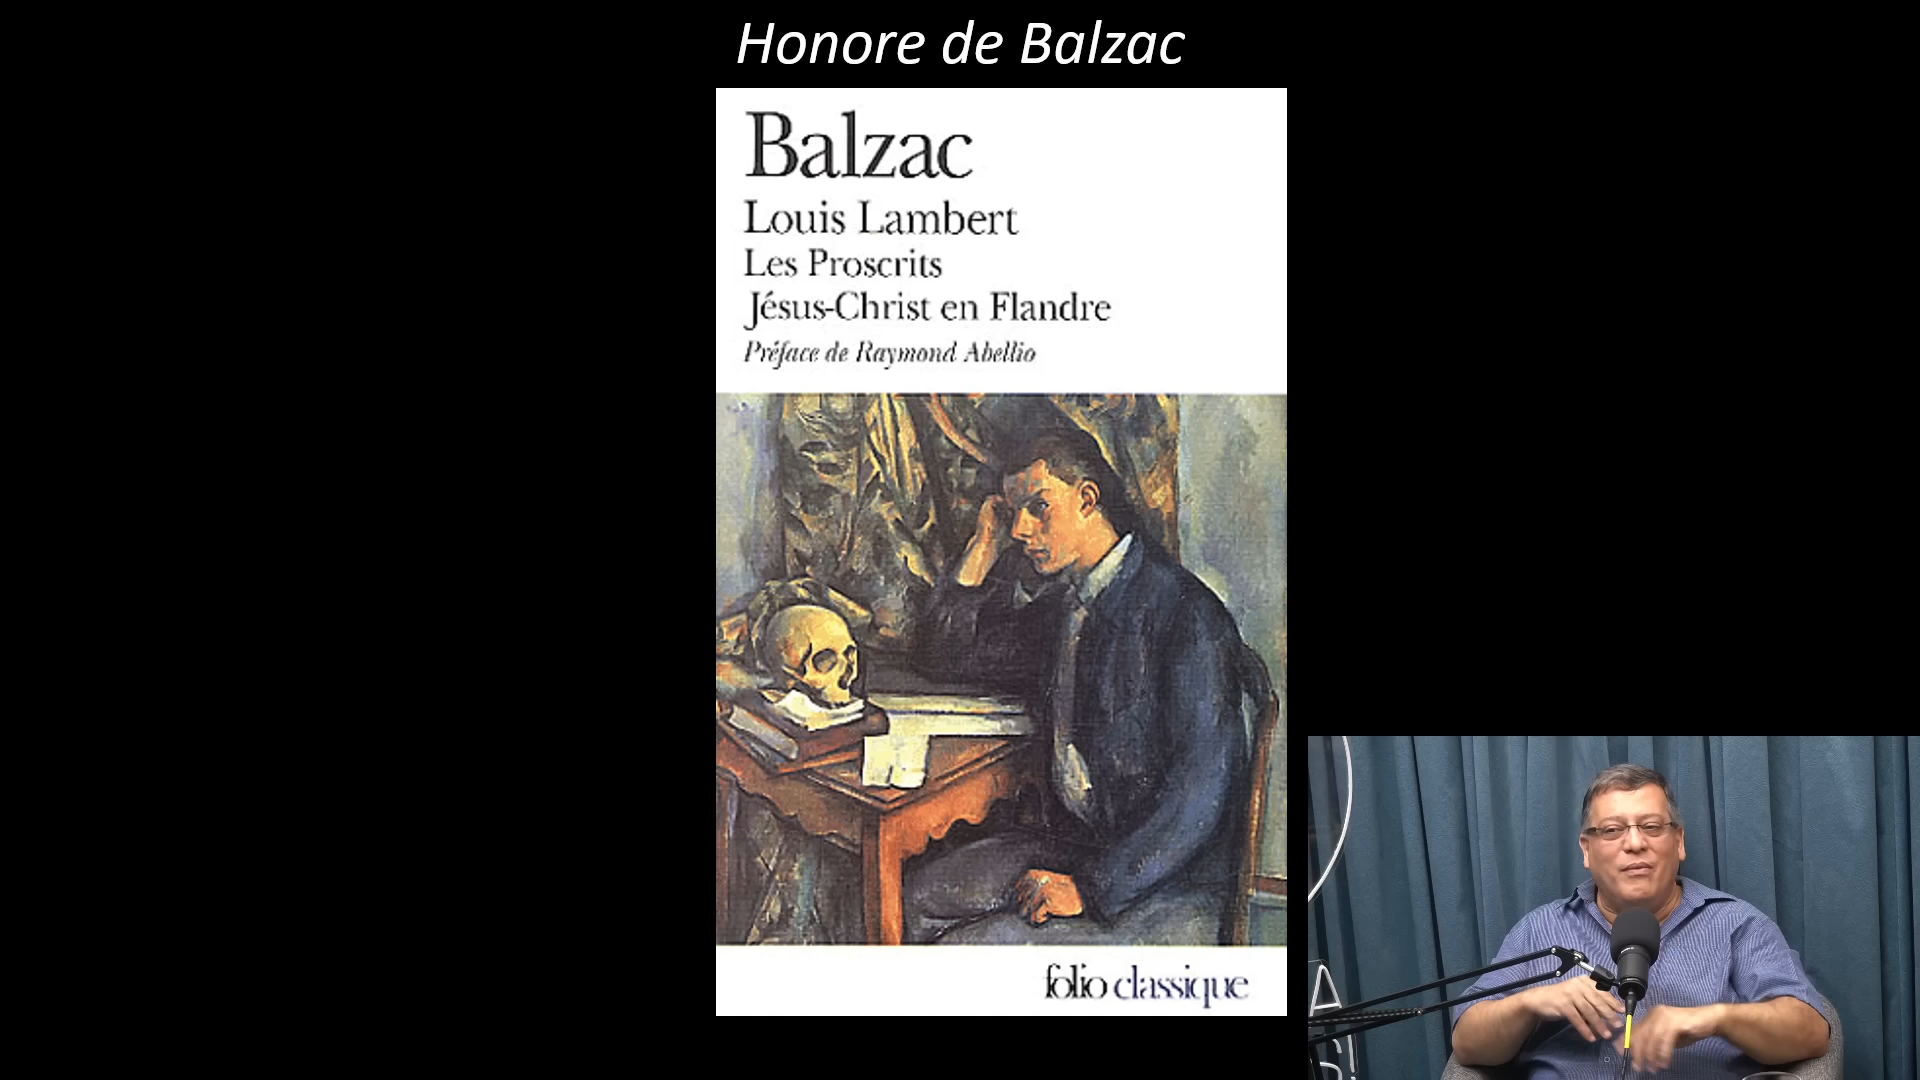 Honore de Balzac
Balzac
Louis Lambert
Les Proscrits
Jésus-Christ en Flandre
Préface de Raymond Abellio
folio classique
A